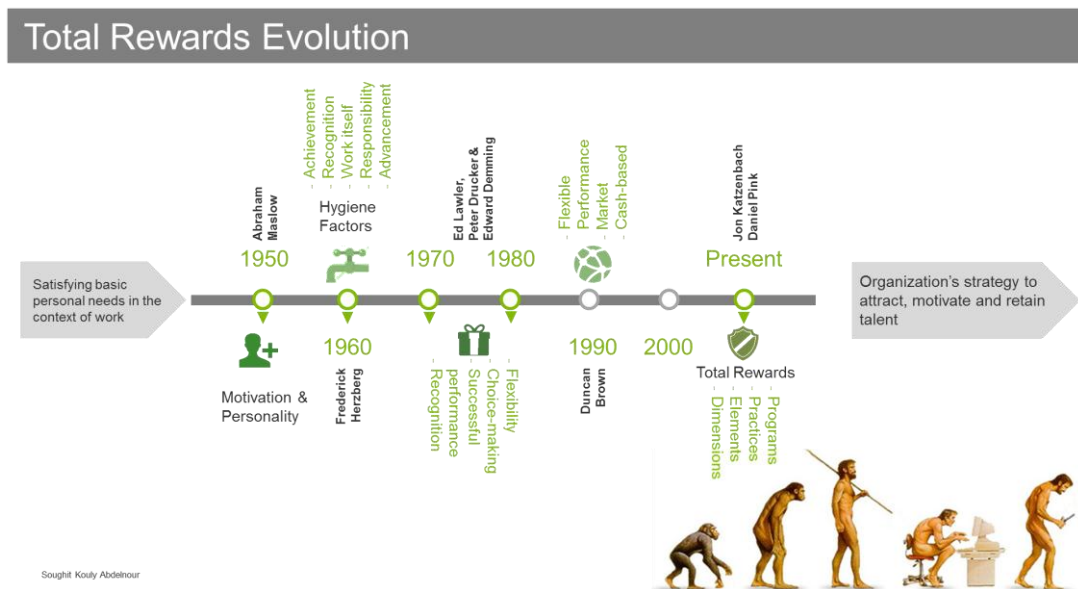 Total Rewards Evolution
Satisfying basic
personal needs in the
context of work
Abraham
Maslow
1950
Motivation &
Personality
- Achievement
- Recognition
- Work itself
- Responsibility
- Advancement
Hygiene
Factors
1960
Frederick
Herzberg
1970
Ed Lawler,
Peter Drucker &
Edward Demming
1980
- Recognition
performance
- Successful
- Choice-making
- Flexibility
- Flexible
Performance
- Market
- Cash-based
1990
Duncan
Brown
2000
Jon Katzenbach
Daniel Pink
Present
Total Rewards
- Programs
- Practices
- Elements
- Dimensions
Organization's strategy to
attract, motivate and retain
talent
Soughit Kouly Abdelnour